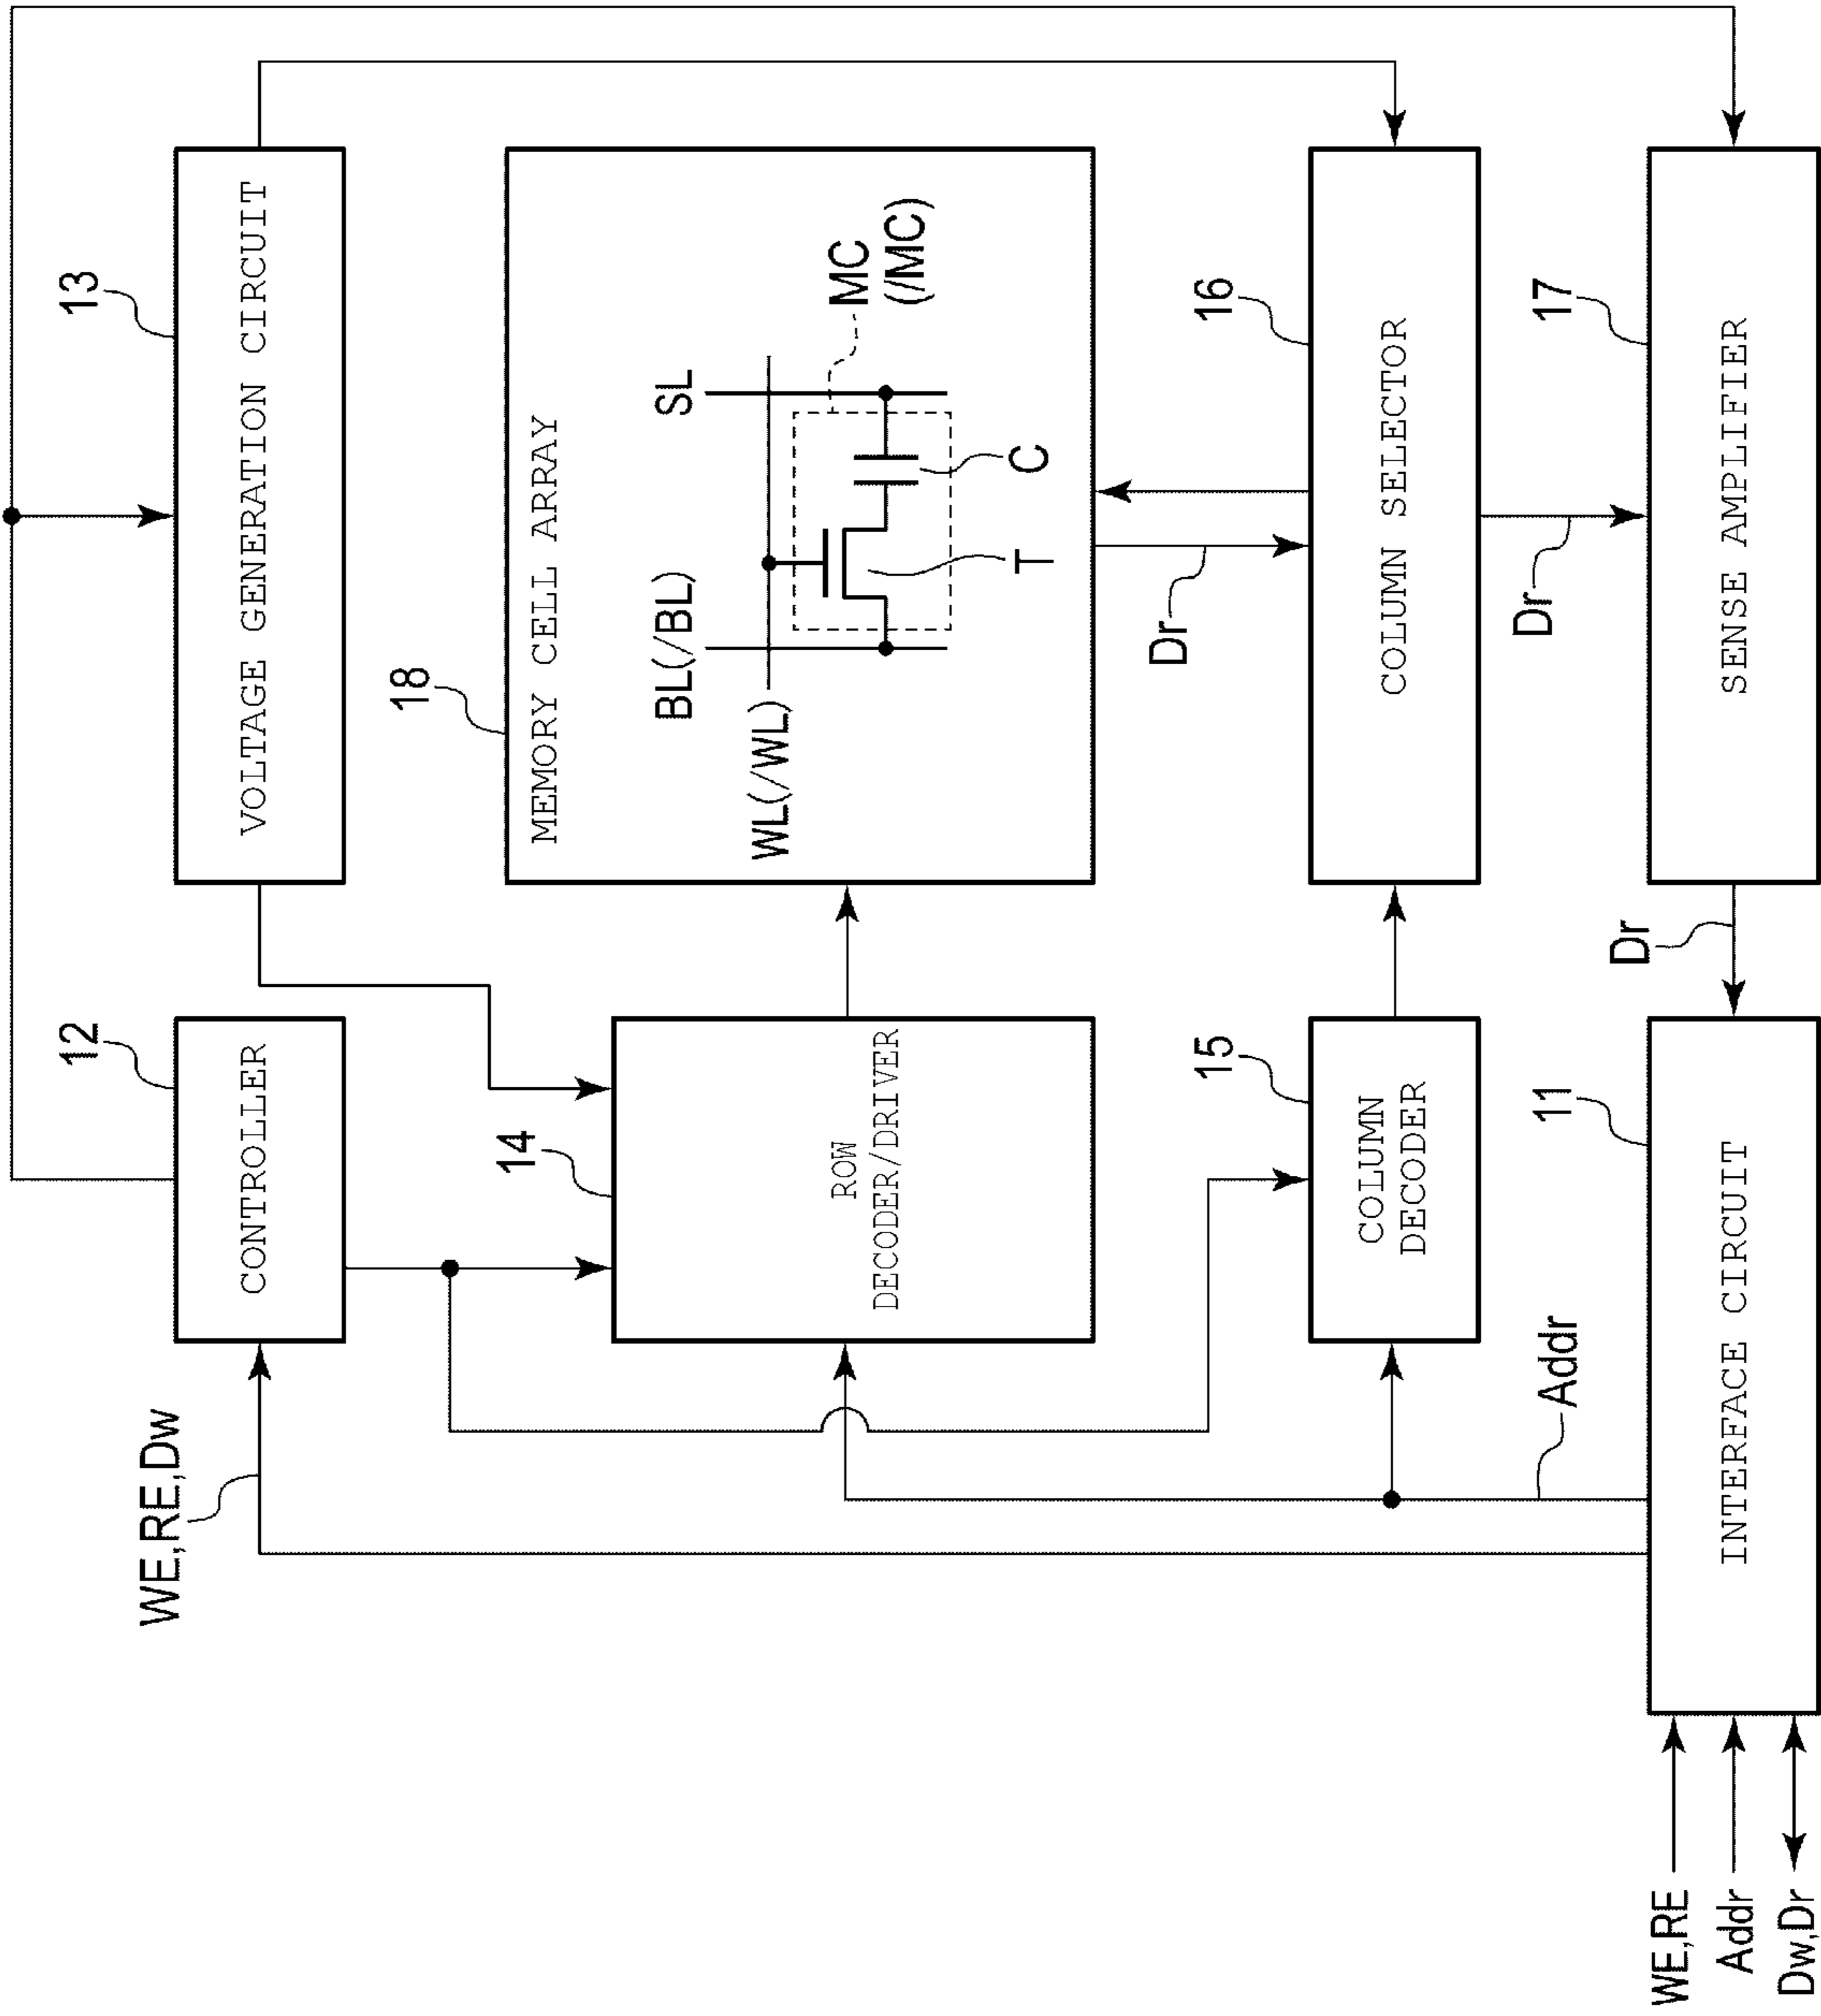 13
VOLTAGE GENERATION CIRCUIT
12
CONTROLLER
WE,RE,Dw
18
MEMORY CELL ARRAY
BL(/BL)
SL
WL(/WL)
MC
(/MC)
T
C
14
ROW
DECODER/DRIVER
Dr
15
COLUMN
DECODER
16
COLUMN SELECTOR
Dr
17
SENSE AMPLIFIER
Dr
11
INTERFACE CIRCUIT
Addr
WE,RE
Addr
Dw,Dr